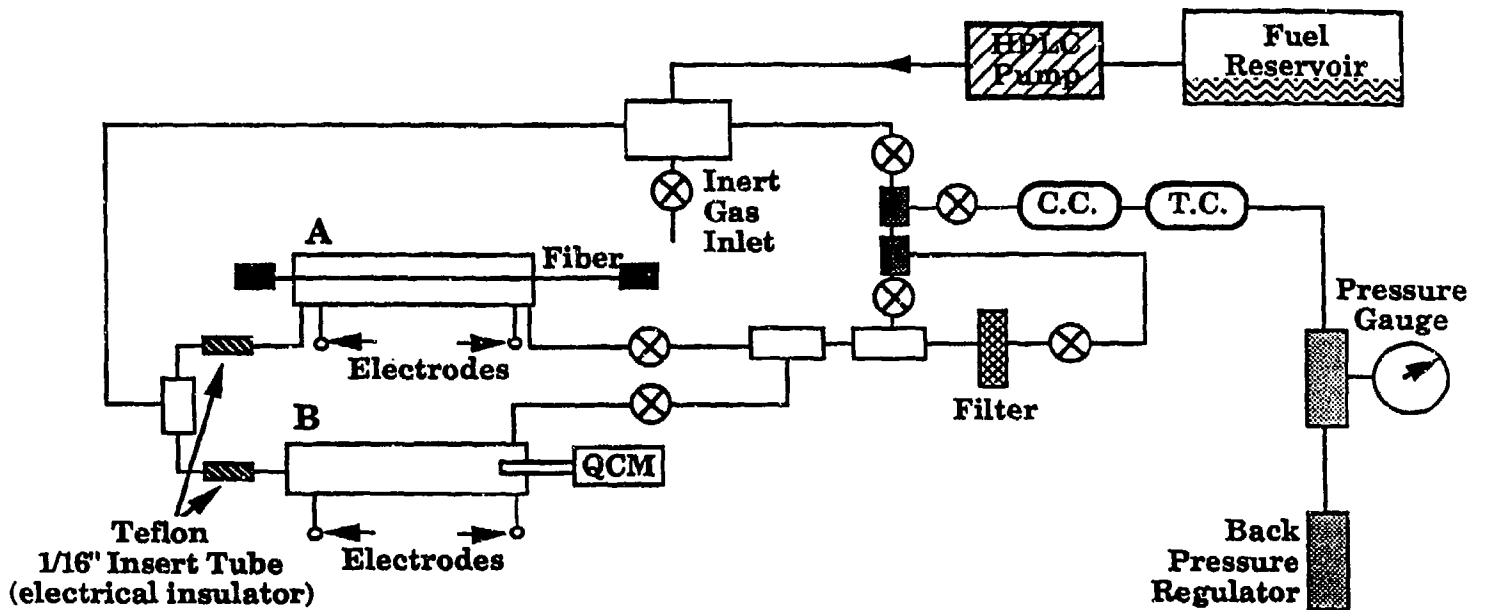 HPLC
Pump
Fuel
Reservoir
Inert
Gas
Inlet
C.C.
T.C.
A
Fiber
Pressure
Gauge
Electrodes
Filter
B
QCM
Teflon
1/16" Insert Tube
(electrical insulator)
Electrodes
Back
Pressure
Regulator